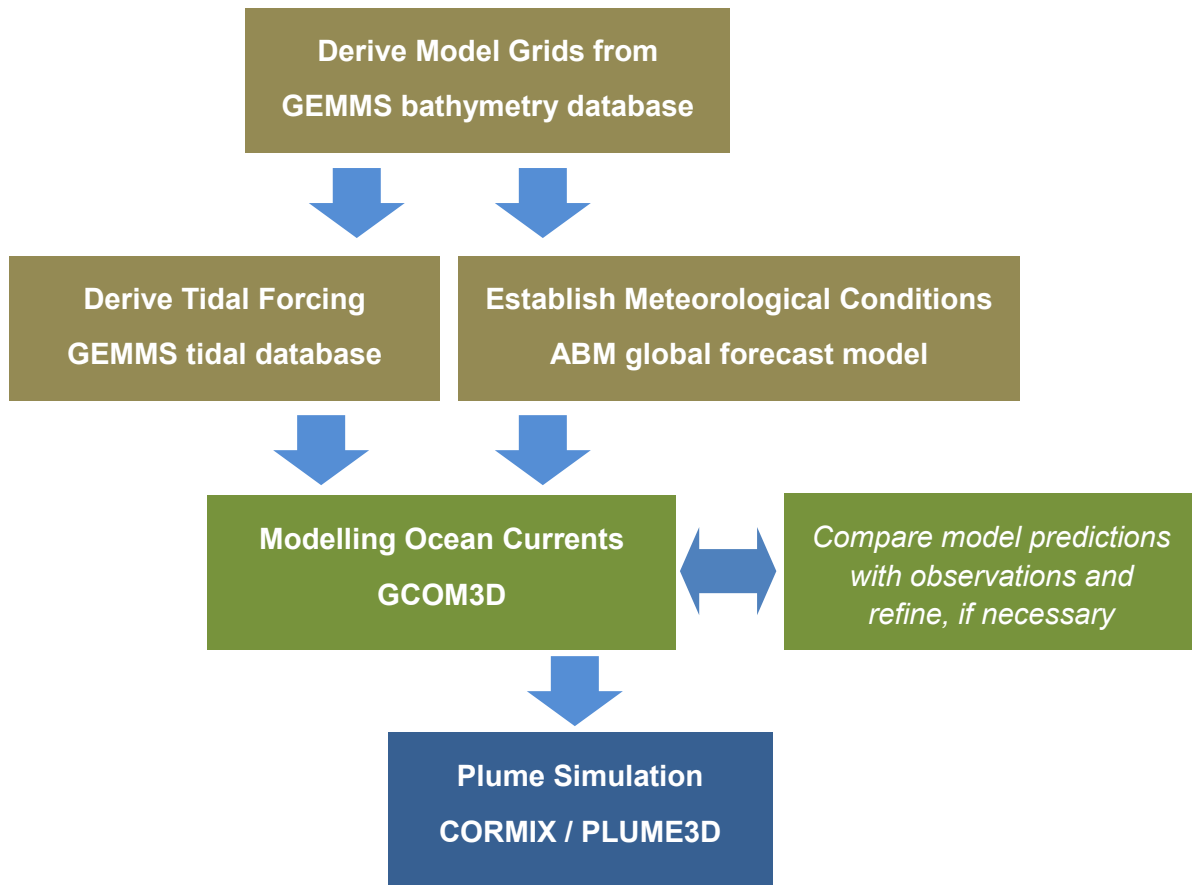 Derive Model Grids from
GEMMS bathymetry database
Derive Tidal Forcing
GEMMS tidal database
Establish Meteorological Conditions
ABM global forecast model
Modelling Ocean Currents
GCOM3D
Compare model predictions
with observations and
refine, if necessary
Plume Simulation
CORMIX / PLUME3D